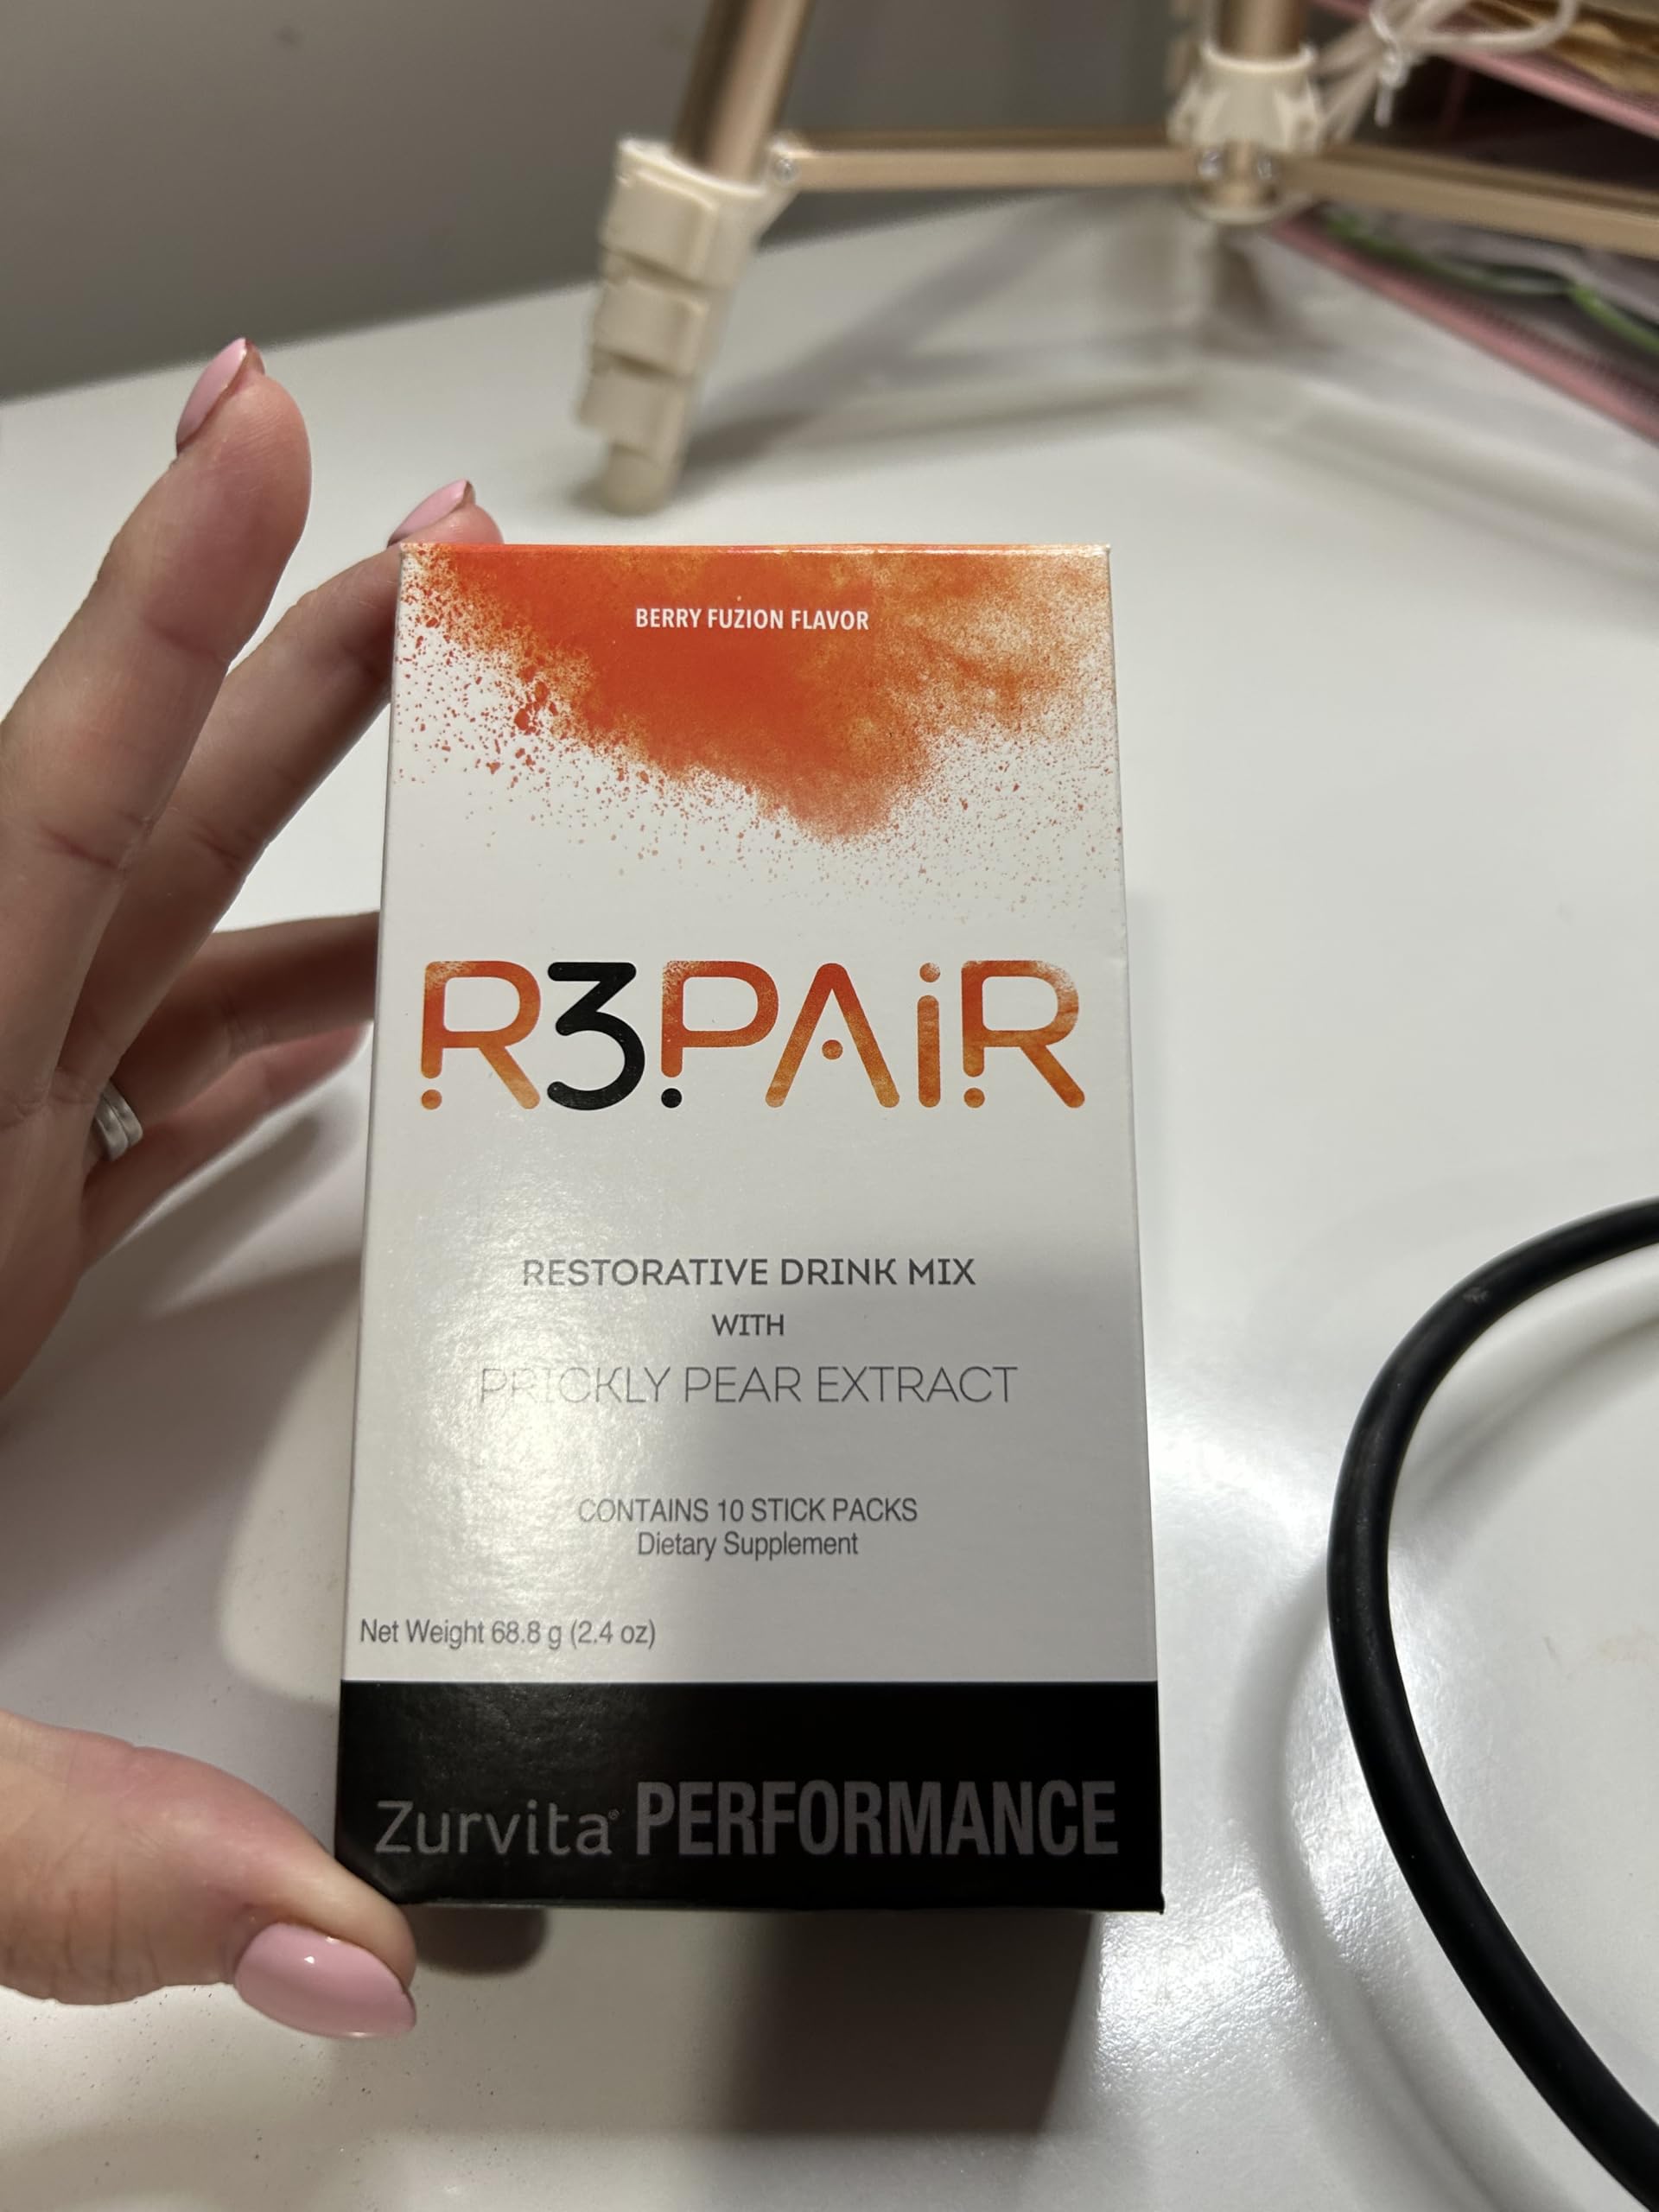 BERRY FUZION FLAVOR
R3PAiR
RESTORATIVE DRINK MIX
WITH
PRICKLY PEAR EXTRACT
CONTAINS 10 STICK PACKS
Dietary Supplement
Net Weight 68.8 g (2.4 oz)
Zurvita® PERFORMANCE